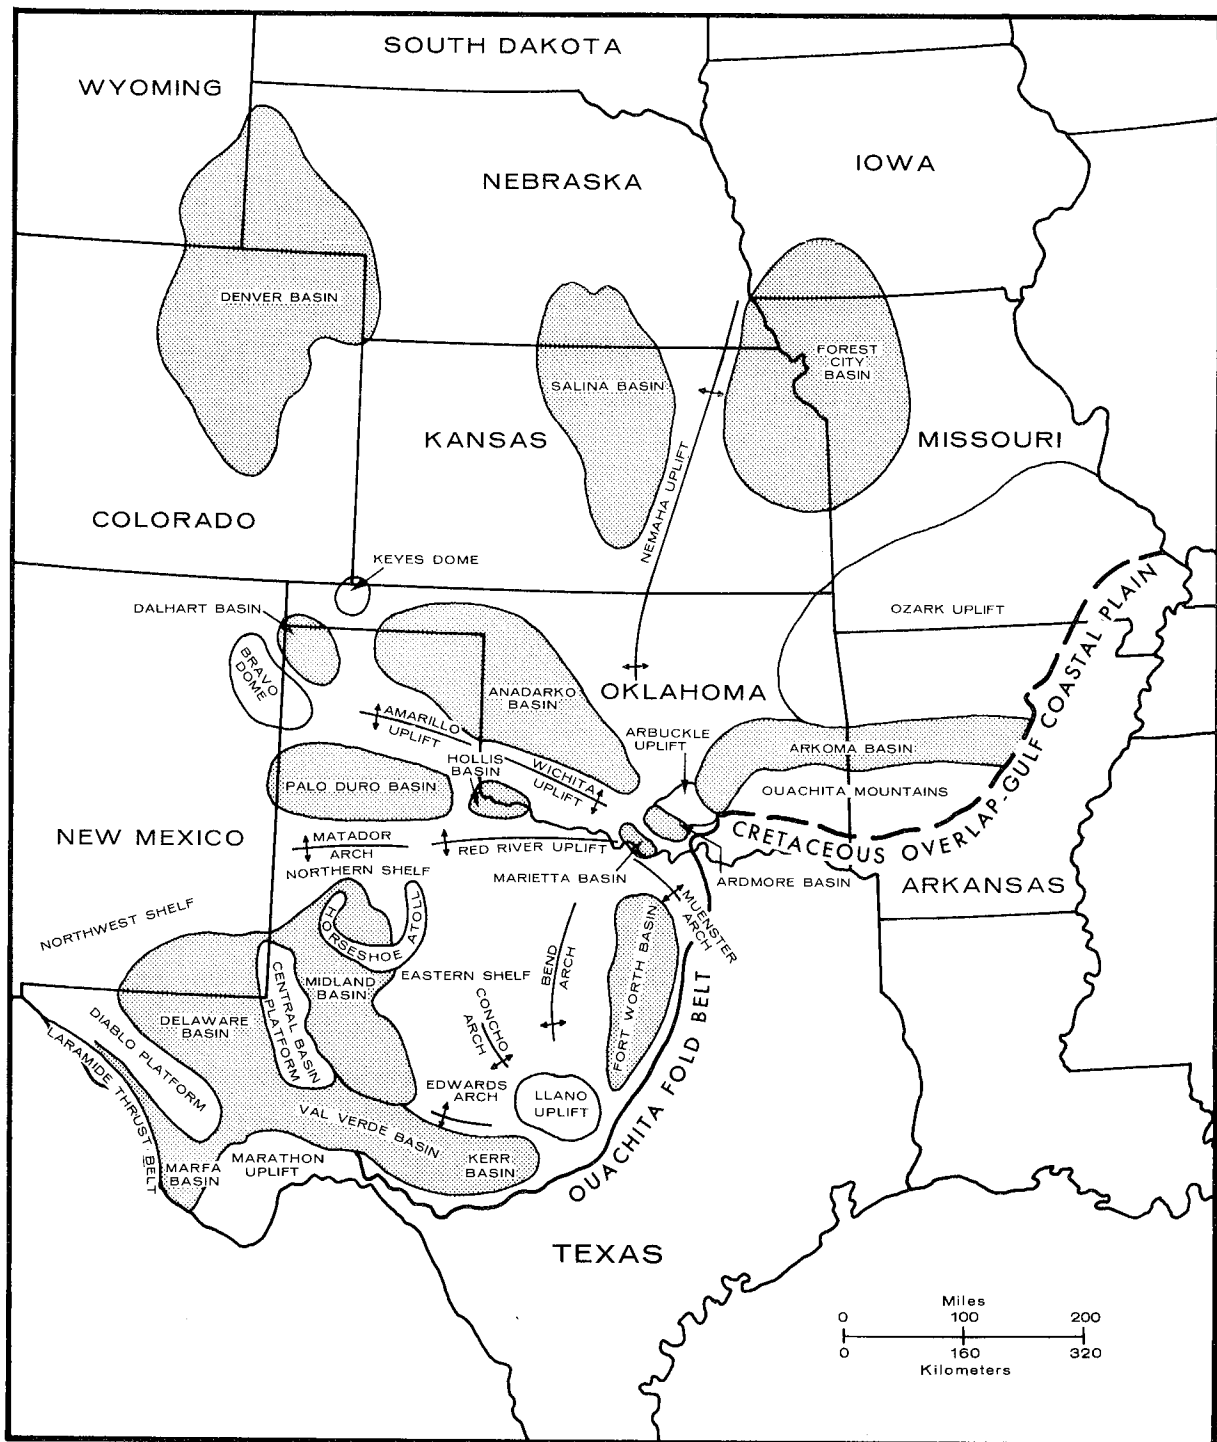 SOUTH DAKOTA
WYOMING
IOWA
NEBRASKA
DENVER BASIN
FOREST
CITY
BASIN
SALINA BASIN
KANSAS
MISSOURI
NEMAHA UPLIFT
COLORADO
KEYES DOME
DALHART BASIN
OZARK UPLIFT
BRAVO
DOME
ANADARKO
BASIN
OKLAHOMA
AMARILLO
UPLIFT
ARBUCKLE
UPLIFT
ARKOMA BASIN
HOLLIS
BASIN
WICHITA
UPLIFT
PALO DURO BASIN
OUACHITA MOUNTAINS
CRETACEOUS OVERLAP-GULF COASTAL PLAIN
NEW MEXICO
MATADOR
ARCH
RED RIVER UPLIFT
NORTHERN SHELF
MARIETTA BASIN
ARDMORE BASIN
ARKANSAS
MUENSTER
ARCH
NORTHWEST SHELF
HORSESHOE ATOLL
EASTERN SHELF
BEND
ARCH
FORT WORTH BASIN
MIDLAND
BASIN
CENTRAL BASIN
PLATFORM
DELAWARE
BASIN
CONCHO
ARCH
DIABLO PLATFORM
LARAMIDE THRUST BELT
EDWARDS
ARCH
LLANO
UPLIFT
OUACHITA FOLD BELT
VAL VERDE BASIN
KERR
BASIN
MARATHON
UPLIFT
MARFA
BASIN
TEXAS
Miles
0 100 200
0 160 320
Kilometers